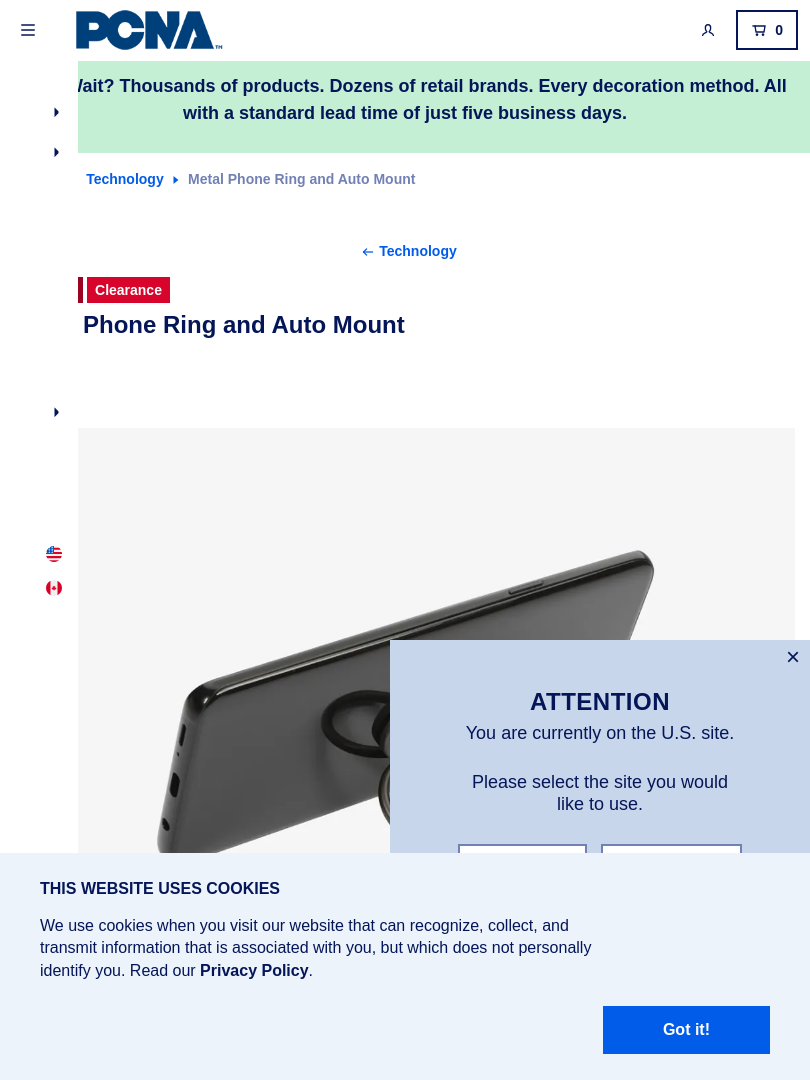 PCNA™
0
Wait? Thousands of products. Dozens of retail brands. Every decoration method. All
with a standard lead time of just five business days.
Technology
Metal Phone Ring and Auto Mount
Technology
Clearance
Phone Ring and Auto Mount
ATTENTION
You are currently on the U.S. site.
Please select the site you would
like to use.
THIS WEBSITE USES COOKIES
We use cookies when you visit our website that can recognize, collect, and
transmit information that is associated with you, but which does not personally
identify you. Read our Privacy Policy.
Got it!